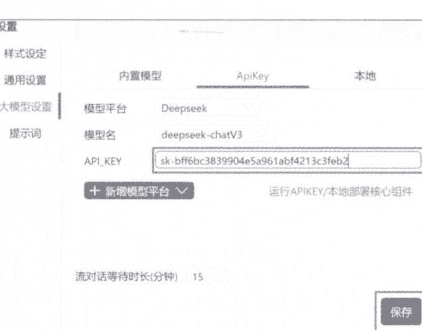 设置
样式设定
通用设置
大模型设置
提示词
内置模型 ApiKey 本地
模型平台 Deepseek
模型名 deepseek-chatV3
API_KEY sk-bff6bc3839904e5a961abf4213c3feb2
+ 新增模型平台
运行APIKEY/本地部署核心组件
流对话等待时长(分钟) 15
保存